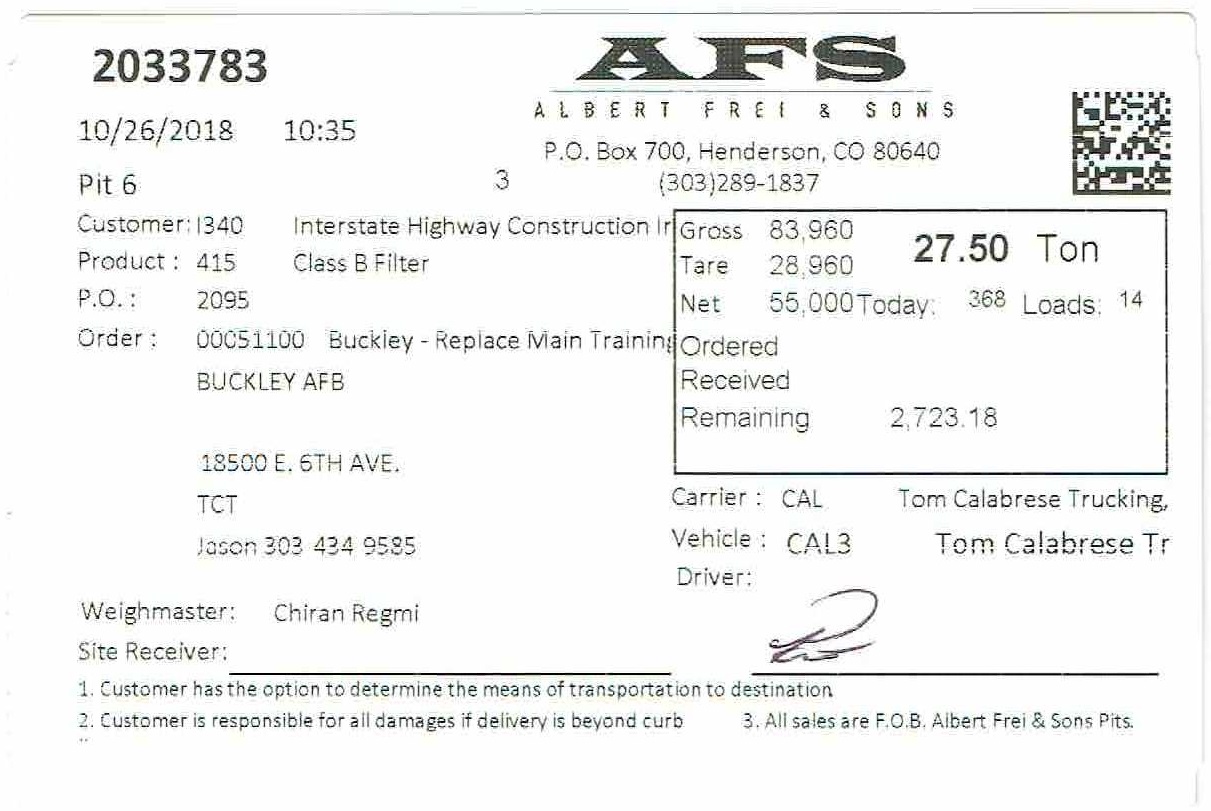 2033783
AFS
ALBERT FREI & SONS
10/26/2018 10:35
P.O. Box 700, Henderson, CO 80640
Pit 6 3 (303)289-1837
Customer: I340 Interstate Highway Construction Ir
Product : 415 Class B Filter
P.O. : 2095
Order : 00051100 Buckley - Replace Main Training
BUCKLEY AFB
18500 E. 6TH AVE.
TCT
Jason 303 434 9585
Gross 83,960 27.50 Ton
Tare 28,960
Net 55,000 Today: 368 Loads: 14
Ordered
Received
Remaining 2,723.18
Carrier : CAL Tom Calabrese Trucking,
Vehicle : CAL3 Tom Calabrese Tr
Driver:
Weighmaster: Chiran Regmi
Site Receiver:
1. Customer has the option to determine the means of transportation to destination
2. Customer is responsible for all damages if delivery is beyond curb 3. All sales are F.O.B. Albert Frei & Sons Pits.